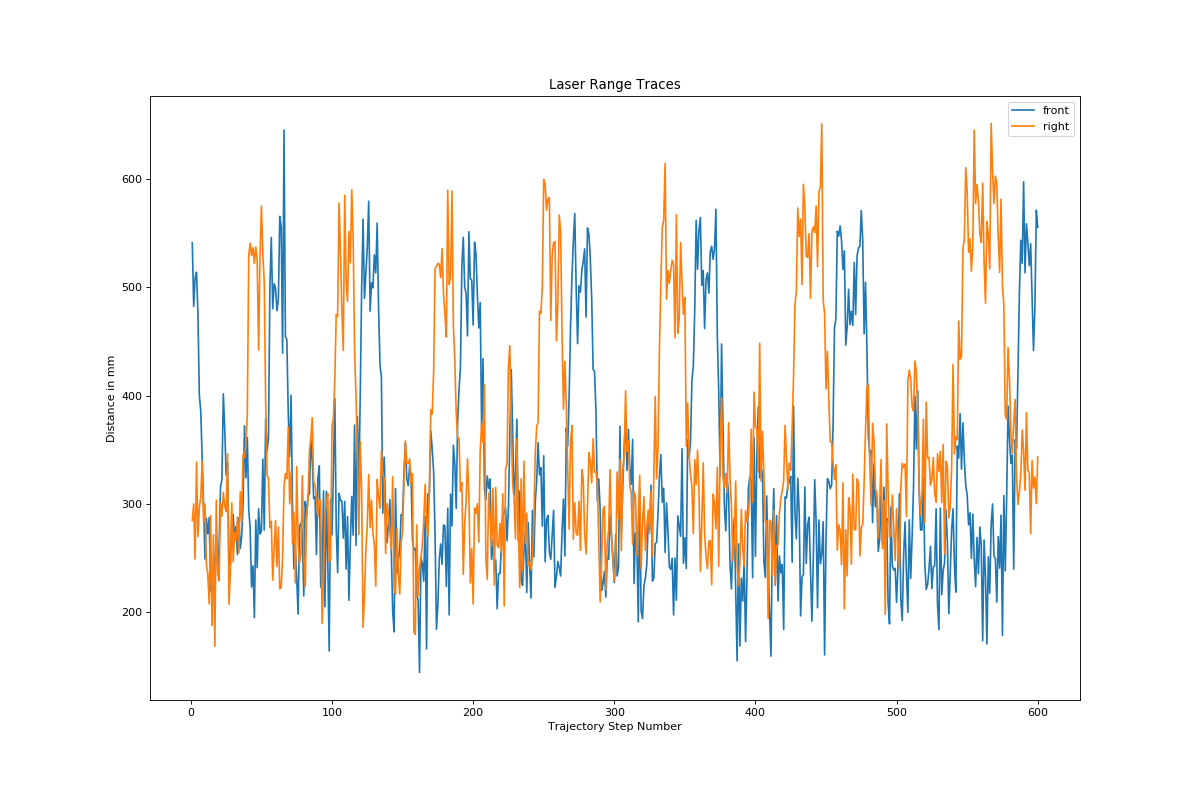 Laser Range Traces
front
right
600
500
400
300
200
Distance in mm
0 100 200 300 400 500 600
Trajectory Step Number